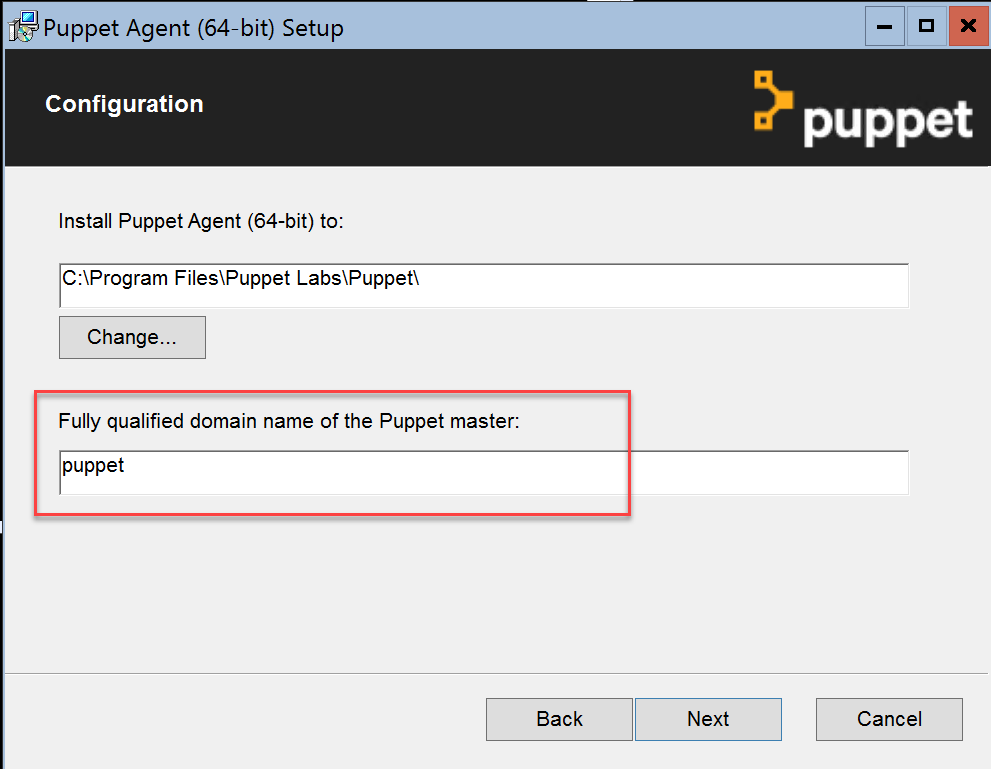 Puppet Agent (64-bit) Setup
Configuration
puppet
Install Puppet Agent (64-bit) to:
C:\Program Files\Puppet Labs\Puppet\
Change...
Fully qualified domain name of the Puppet master:
puppet
Back Next Cancel